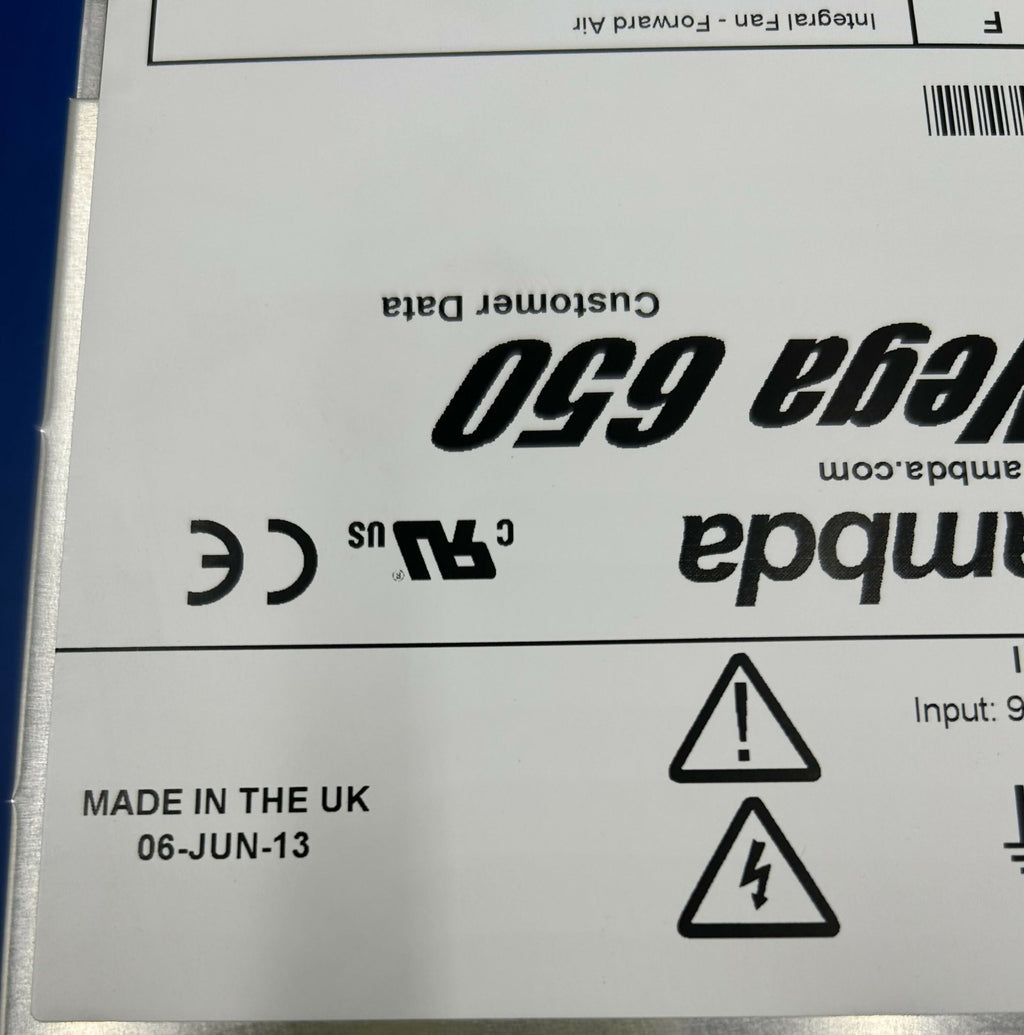 Integral Fan - Forward Air
F
Customer Data
Vega 650
ambda.com
ambda
c RU ® US
CE
Input: 9
MADE IN THE UK
06-JUN-13